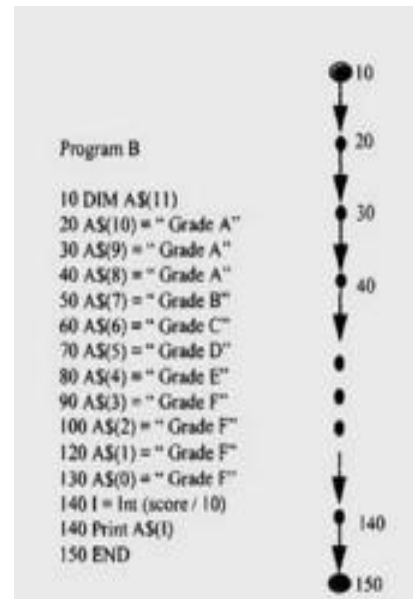 Program B
10 DIM A$(11)
20 A$(10) = " Grade A"
30 A$(9) = " Grade A"
40 A$(8) = " Grade A"
50 A$(7) = " Grade B"
60 A$(6) = " Grade C"
70 A$(5) = " Grade D"
80 A$(4) = " Grade E"
90 A$(3) = " Grade F"
100 A$(2) = " Grade F"
120 A$(1) = " Grade F"
130 A$(0) = " Grade F"
140 I = Int (score / 10)
140 Print A$(I)
150 END
10
20
30
40
140
150